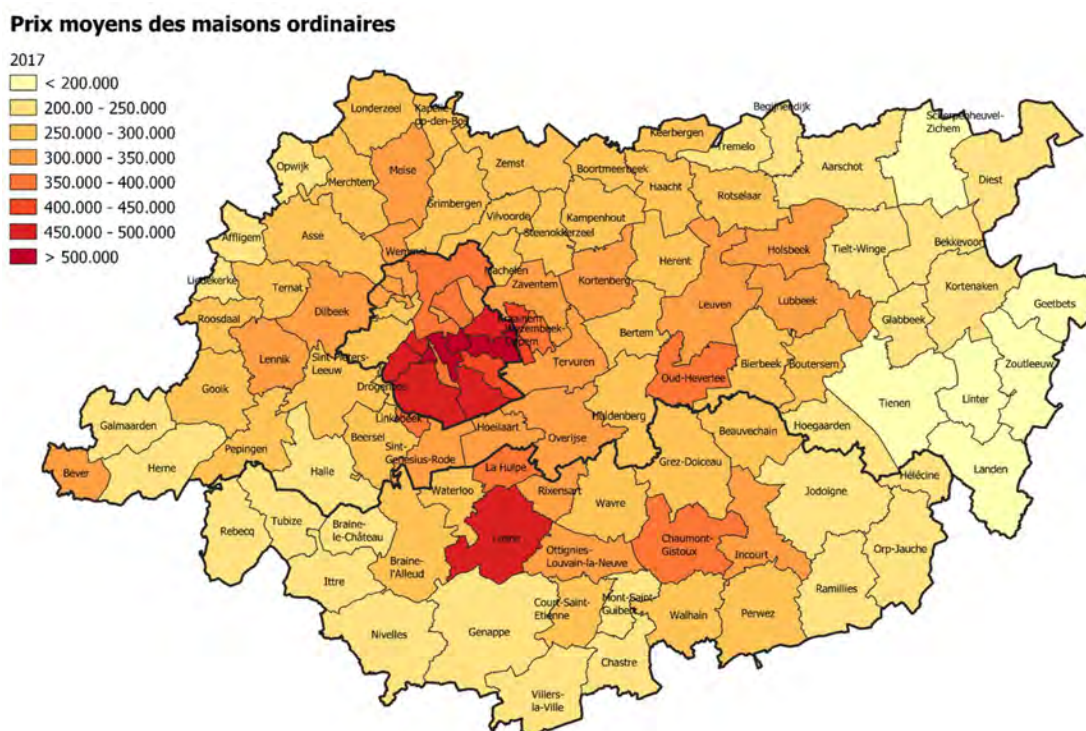 Prix moyens des maisons ordinaires
2017
< 200.000
200.00 - 250.000
250.000 - 300.000
300.000 - 350.000
350.000 - 400.000
400.000 - 450.000
450.000 - 500.000
> 500.000
Londerzeel
Kapelle-
op-den-Bos
Opwijk
Merchtem
Meise
Zemst
Grimbergen
Vilvoorde
Steenokkerzeel
Boortmeerbeek
Kampenhout
Keerbergen
Haacht
Tremelo
Begijnendijk
Rotselaar
Aarschot
Scherpenheuvel-
Zichem
Diest
Affligem
Asse
Wemmel
Machelen
Zaventem
Kortenberg
Herent
Holsbeek
Tielt-Winge
Bekkevoort
Liedekerke
Ternat
Dilbeek
Leuven
Lubbeek
Kortenaken
Geetbets
Roosdaal
Kraainem
Wezembeek-
Oppem
Bertem
Glabbeek
Lennik
Sint-Pieters-
Leeuw
Tervuren
Bierbeek
Boutersem
Zoutleeuw
Gooik
Drogenbos
Oud-Heverlee
Tienen
Linter
Galmaarden
Pepingen
Linkebeek
Beersel
Sint-
Genesius-Rode
Hoeilaart
Overijse
Huldenberg
Beauvechain
Hoegaarden
Bever
Herne
Halle
La Hulpe
Grez-Doiceau
Landen
Rebecq
Tubize
Braine-
le-Château
Waterloo
Rixensart
Wavre
Jodoigne
Hélécine
Braine-
l'Alleud
Lasne
Ottignies-
Louvain-la-Neuve
Chaumont-
Gistoux
Incourt
Orp-Jauche
Ittre
Ramillies
Nivelles
Genappe
Court-Saint-
Etienne
Mont-Saint-
Guibert
Walhain
Perwez
Chastre
Villers-
la-Ville